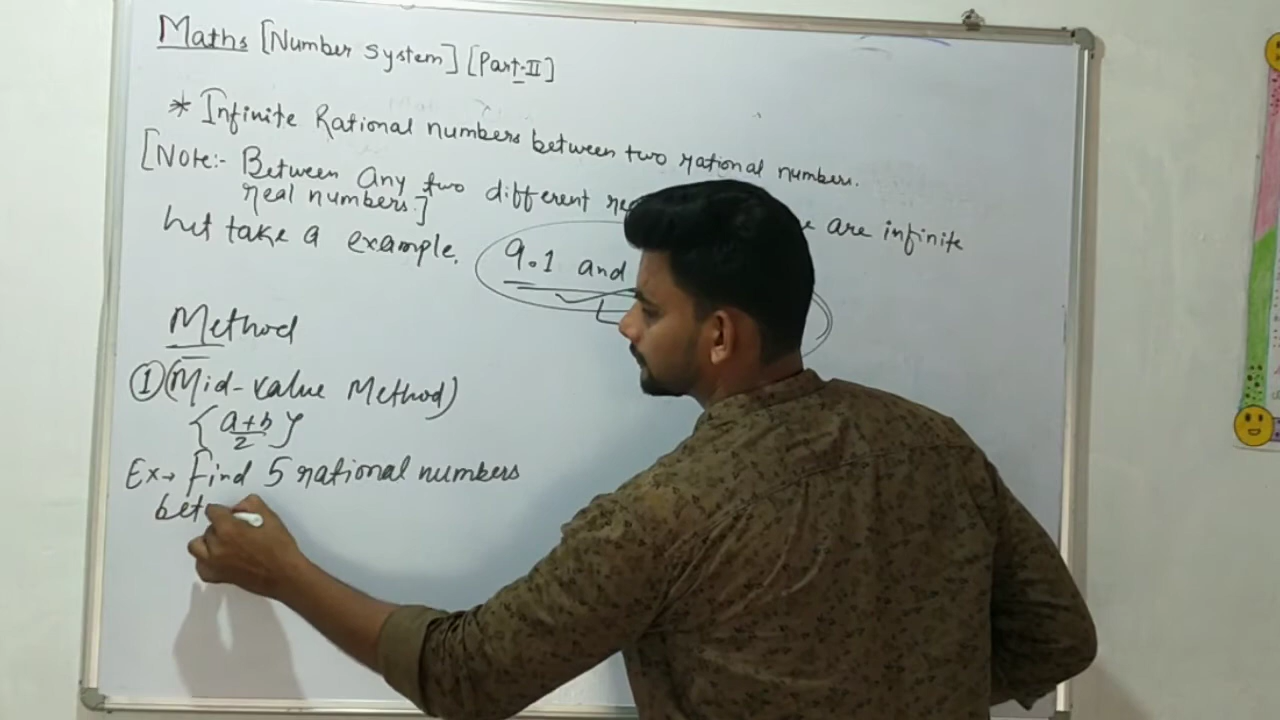 Maths [Number System] [Part-II]
* Infinite Rational numbers between two rational numbers.
[Note:- Between any two different are infinite
real numbers.]
let take a example. 9.1 and
Method
① (Mid-value Method)
{a+b/2}
Ex→ Find 5 rational numbers
bet